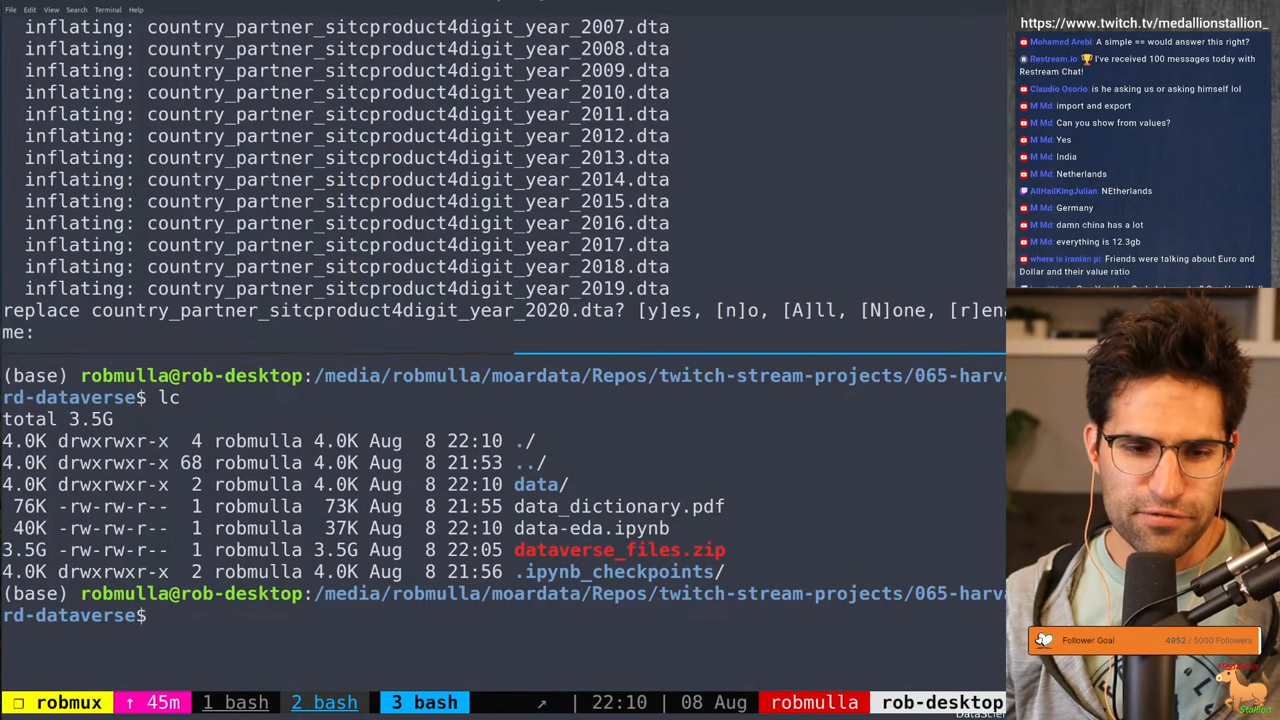 File Edit View Search Terminal Help
inflating: country_partner_sitcproduct4digit_year_2007.dta
inflating: country_partner_sitcproduct4digit_year_2008.dta
inflating: country_partner_sitcproduct4digit_year_2009.dta
inflating: country_partner_sitcproduct4digit_year_2010.dta
inflating: country_partner_sitcproduct4digit_year_2011.dta
inflating: country_partner_sitcproduct4digit_year_2012.dta
inflating: country_partner_sitcproduct4digit_year_2013.dta
inflating: country_partner_sitcproduct4digit_year_2014.dta
inflating: country_partner_sitcproduct4digit_year_2015.dta
inflating: country_partner_sitcproduct4digit_year_2016.dta
inflating: country_partner_sitcproduct4digit_year_2017.dta
inflating: country_partner_sitcproduct4digit_year_2018.dta
inflating: country_partner_sitcproduct4digit_year_2019.dta
replace country_partner_sitcproduct4digit_year_2020.dta? [y]es, [n]o, [A]ll, [N]one, [r]ena
me:
(base) robmulla@rob-desktop:/media/robmulla/moardata/Repos/twitch-stream-projects/065-harva
rd-dataverse$ lc
total 3.5G
4.0K drwxrwxr-x 4 robmulla 4.0K Aug 8 22:10 ./
4.0K drwxrwxr-x 68 robmulla 4.0K Aug 8 21:53 ../
4.0K drwxrwxr-x 2 robmulla 4.0K Aug 8 22:10 data/
76K -rw-rw-r-- 1 robmulla 73K Aug 8 21:55 data_dictionary.pdf
40K -rw-rw-r-- 1 robmulla 37K Aug 8 22:10 data-eda.ipynb
3.5G -rw-rw-r-- 1 robmulla 3.5G Aug 8 22:05 dataverse_files.zip
4.0K drwxrwxr-x 2 robmulla 4.0K Aug 8 21:56 .ipynb_checkpoints/
(base) robmulla@rob-desktop:/media/robmulla/moardata/Repos/twitch-stream-projects/065-harva
rd-dataverse$
❐ robmux ↑ 45m 1 bash 2 bash 3 bash ↗ | 22:10 | 08 Aug robmulla rob-desktop
https://www.twitch.tv/medallionstallion_
Mohamed Arebi: A simple == would answer this right?
Restream.io: 🏆 I've received 100 messages today with
Restream Chat!
Claudio Osorio: is he asking us or asking himself lol
M Md: import and export
M Md: Can you show from values?
M Md: Yes
M Md: India
M Md: Netherlands
AllHailKingJulian: NEtherlands
M Md: Germany
M Md: damn china has a lot
M Md: everything is 12.3gb
where is iranian pi: Friends were talking about Euro and
Dollar and their value ratio
Follower Goal 4952 / 5000 Followers
Medallion
Stallion